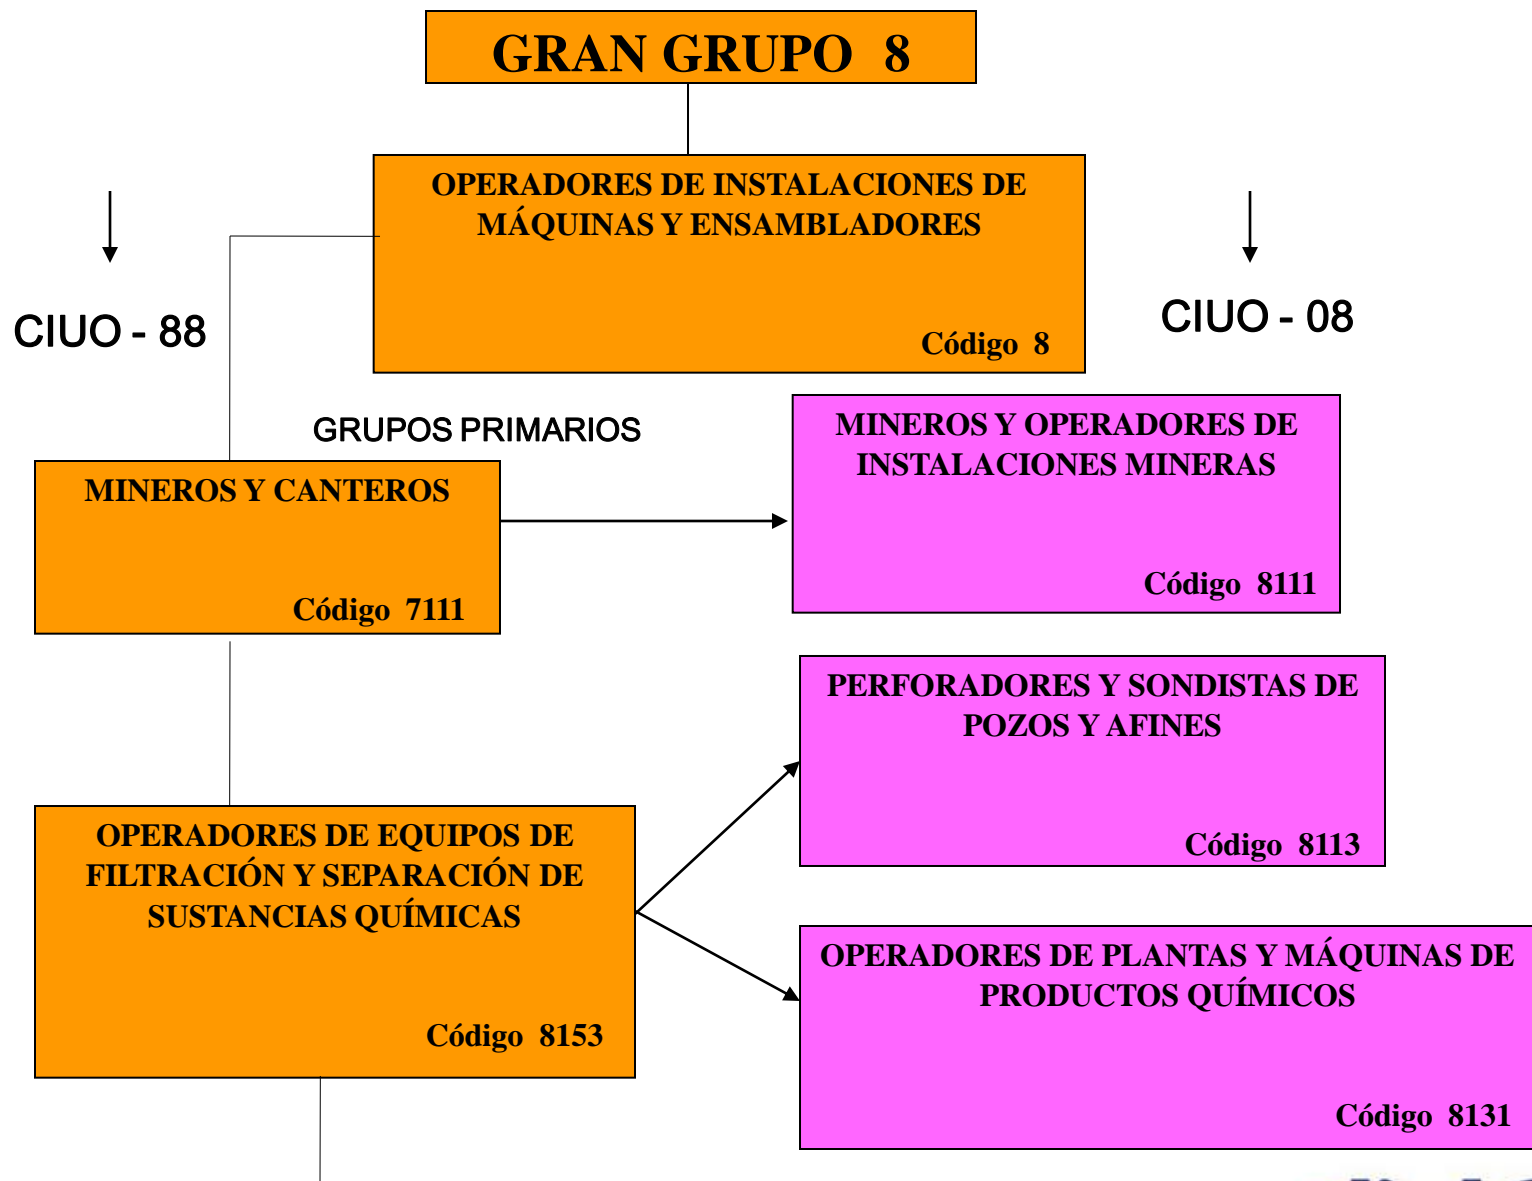 GRAN GRUPO 8
OPERADORES DE INSTALACIONES DE
MÁQUINAS Y ENSAMBLADORES
Código 8
CIUO - 88
CIUO - 08
GRUPOS PRIMARIOS
MINEROS Y CANTEROS
Código 7111
MINEROS Y OPERADORES DE
INSTALACIONES MINERAS
Código 8111
PERFORADORES Y SONDISTAS DE
POZOS Y AFINES
Código 8113
OPERADORES DE EQUIPOS DE
FILTRACIÓN Y SEPARACIÓN DE
SUSTANCIAS QUÍMICAS
Código 8153
OPERADORES DE PLANTAS Y MÁQUINAS DE
PRODUCTOS QUÍMICOS
Código 8131